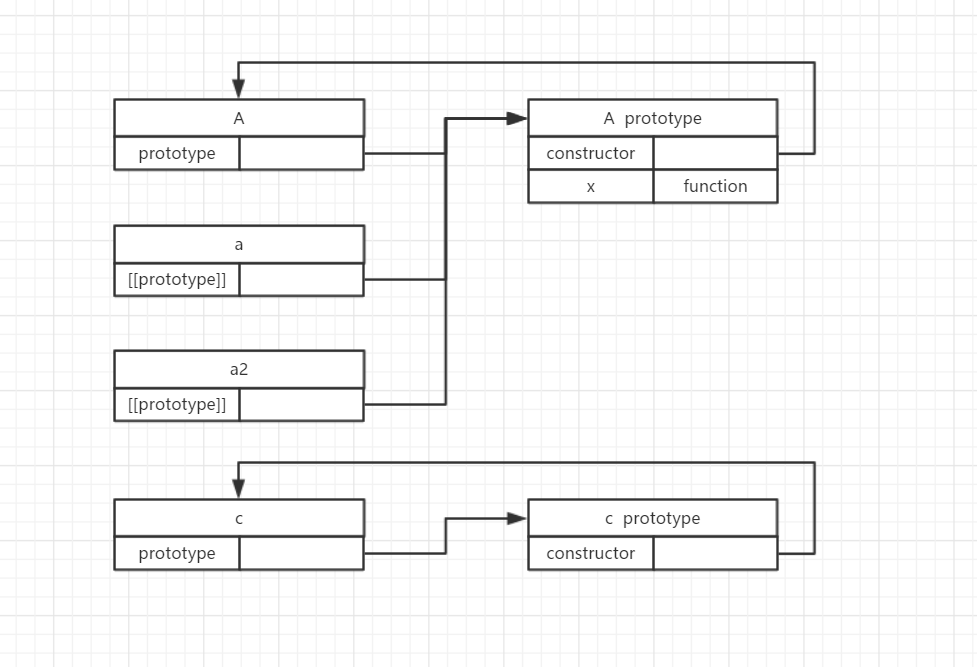 A
prototype
A prototype
constructor
x function
a
[[prototype]]
a2
[[prototype]]
c
prototype
c prototype
constructor